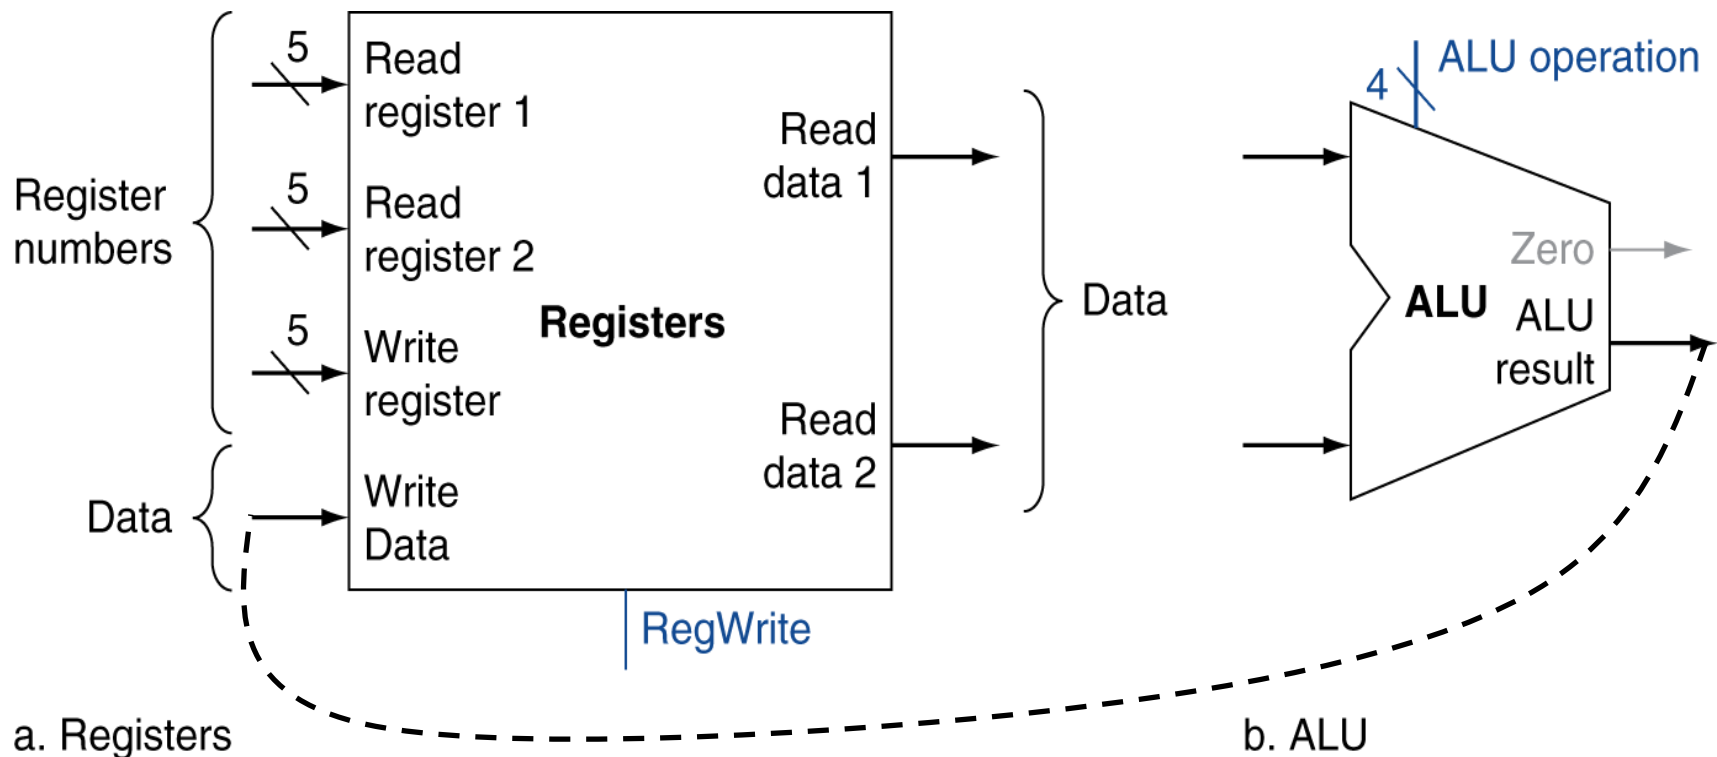 Register
numbers
Data
5
5
5
Read
register 1
Read
register 2
Write
register
Write
Data
Registers
Read
data 1
Read
data 2
RegWrite
Data
4
ALU operation
Zero
ALU
ALU
result
a. Registers
b. ALU